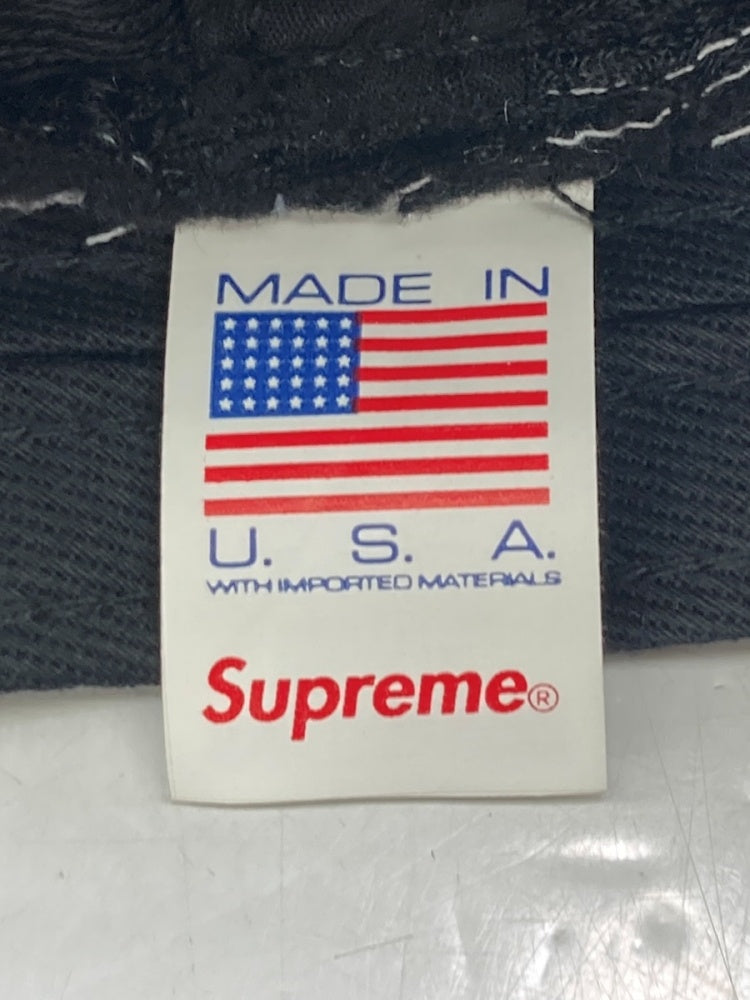 MADE IN
U. S. A.
WITH IMPORTED MATERIALS
Supreme®